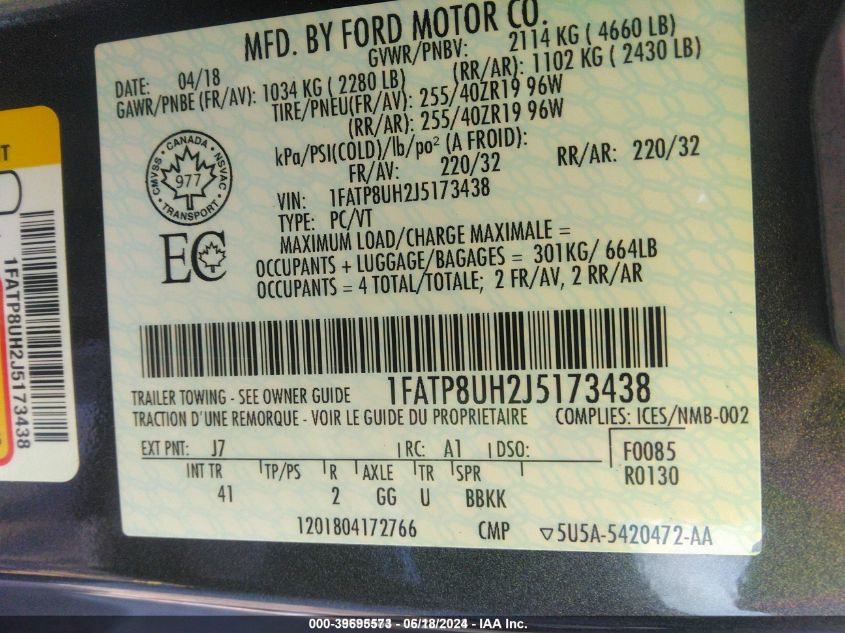 MFD. BY FORD MOTOR CO.
DATE: 04/18 GVWR/PNBV: 2114 KG ( 4660 LB)
GAWR/PNBE (FR/AV): 1034 KG ( 2280 LB) (RR/AR): 1102 KG ( 2430 LB)
TIRE/PNEU(FR/AV): 255/40ZR19 96W
(RR/AR): 255/40ZR19 96W
kPa/PSI(COLD)/lb/po² (A FROID):
FR/AV: 220/32 RR/AR: 220/32
VIN: 1FATP8UH2J5173438
TYPE: PC/VT
MAXIMUM LOAD/CHARGE MAXIMALE =
OCCUPANTS + LUGGAGE/BAGAGES = 301KG/ 664LB
OCCUPANTS = 4 TOTAL/TOTALE; 2 FR/AV, 2 RR/AR
CANADA
CMVSS 977 NSVAC
TRANSPORT
EC
1FATP8UH2J5173438
TRAILER TOWING - SEE OWNER GUIDE
TRACTION D'UNE REMORQUE - VOIR LE GUIDE DU PROPRIETAIRE COMPLIES: ICES/NMB-002
EXT PNT: J7 RC: A1 DSO: F0085
INT TR TP/PS R AXLE TR SPR R0130
41 2 GG U BBKK
1201804172766 CMP 5U5A-5420472-AA
1FATP8UH2J5173438
000-39695573 - 06/18/2024 - IAA Inc.